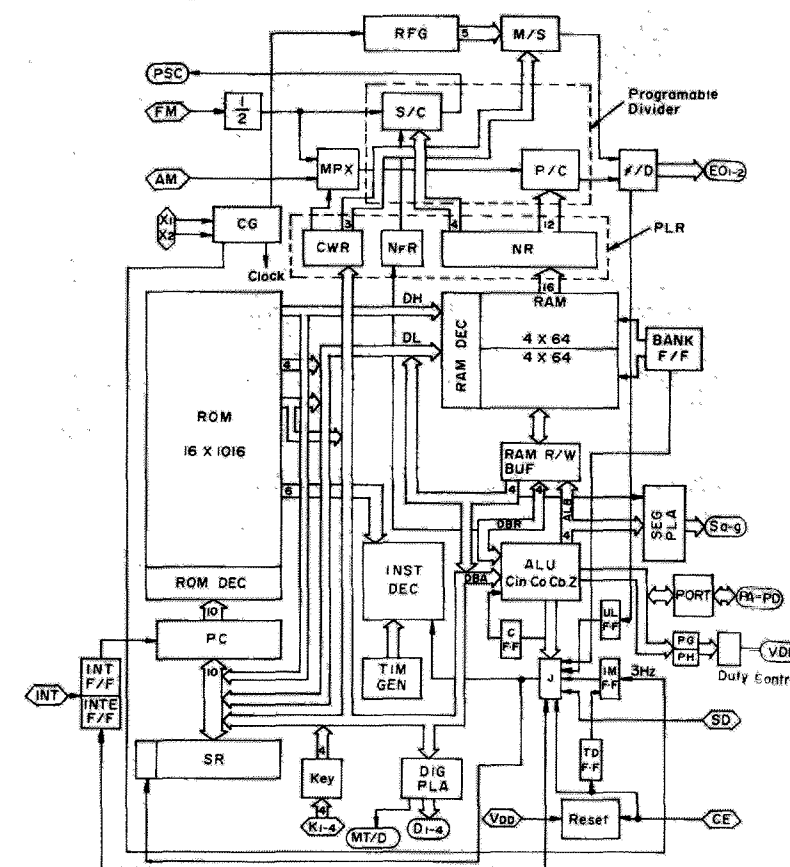 RFG
5
M/S
PSC
Programable
Divider
FM
1
2
S/C
AM
MPX
P/C
ø/D
EO1-2
X1
X2
CG
Clock
3
4
12
PLR
CWR
NFR
NR
16
DH
DL
RAM DEC
RAM
4 X 64
4 X 64
BANK
F/F
ROM
16 X 1016
4
6
ROM DEC
10
PC
RAM R/W
BUF
4
4
DBR
ALB
4
SEG
PLA
Sa-g
INST
DEC
DBA
ALU
Cin Co Cb Z
PORT
PA-PD
C
F·F
UL
F·F
PG
PH
VDP
Duty Contr
INT
INT
F/F
INTE
F/F
10
TIM
GEN
J
IM
F·F
3Hz
SD
SR
4
Key
4
K1-4
DIG
PLA
MT/D
D1-4
TD
F·F
VDD
Reset
CE